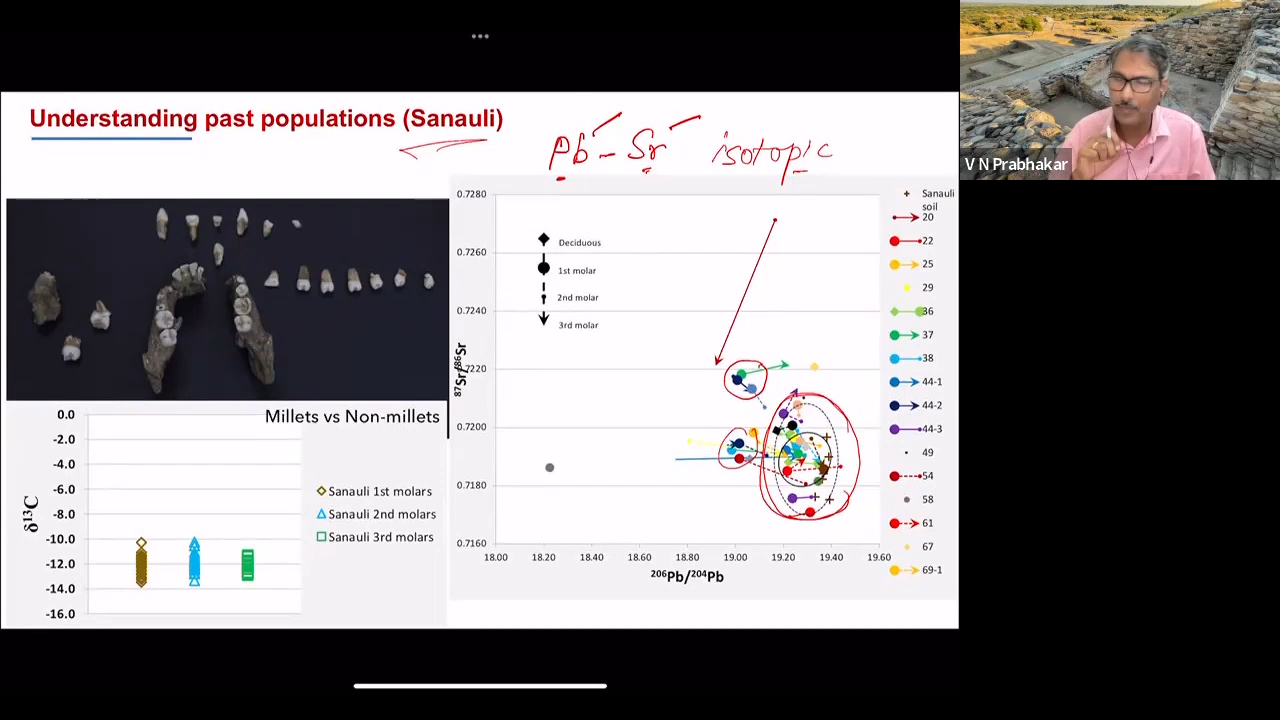 Understanding past populations (Sanauli)
Pb - Sr isotopic
V N Prabhakar
Millets vs Non-millets
0.0
-2.0
-4.0
-6.0
-8.0
-10.0
-12.0
-14.0
-16.0
δ¹³C
Sanauli 1st molars
Sanauli 2nd molars
Sanauli 3rd molars
0.7280
0.7260
0.7240
0.7220
0.7200
0.7180
0.7160
⁸⁷Sr/⁸⁶Sr
Deciduous
1st molar
2nd molar
3rd molar
18.00 18.20 18.40 18.60 18.80 19.00 19.20 19.40 19.60
²⁰⁶Pb/²⁰⁴Pb
Sanauli
soil
20
22
25
29
36
37
38
44-1
44-2
44-3
49
54
58
61
67
69-1